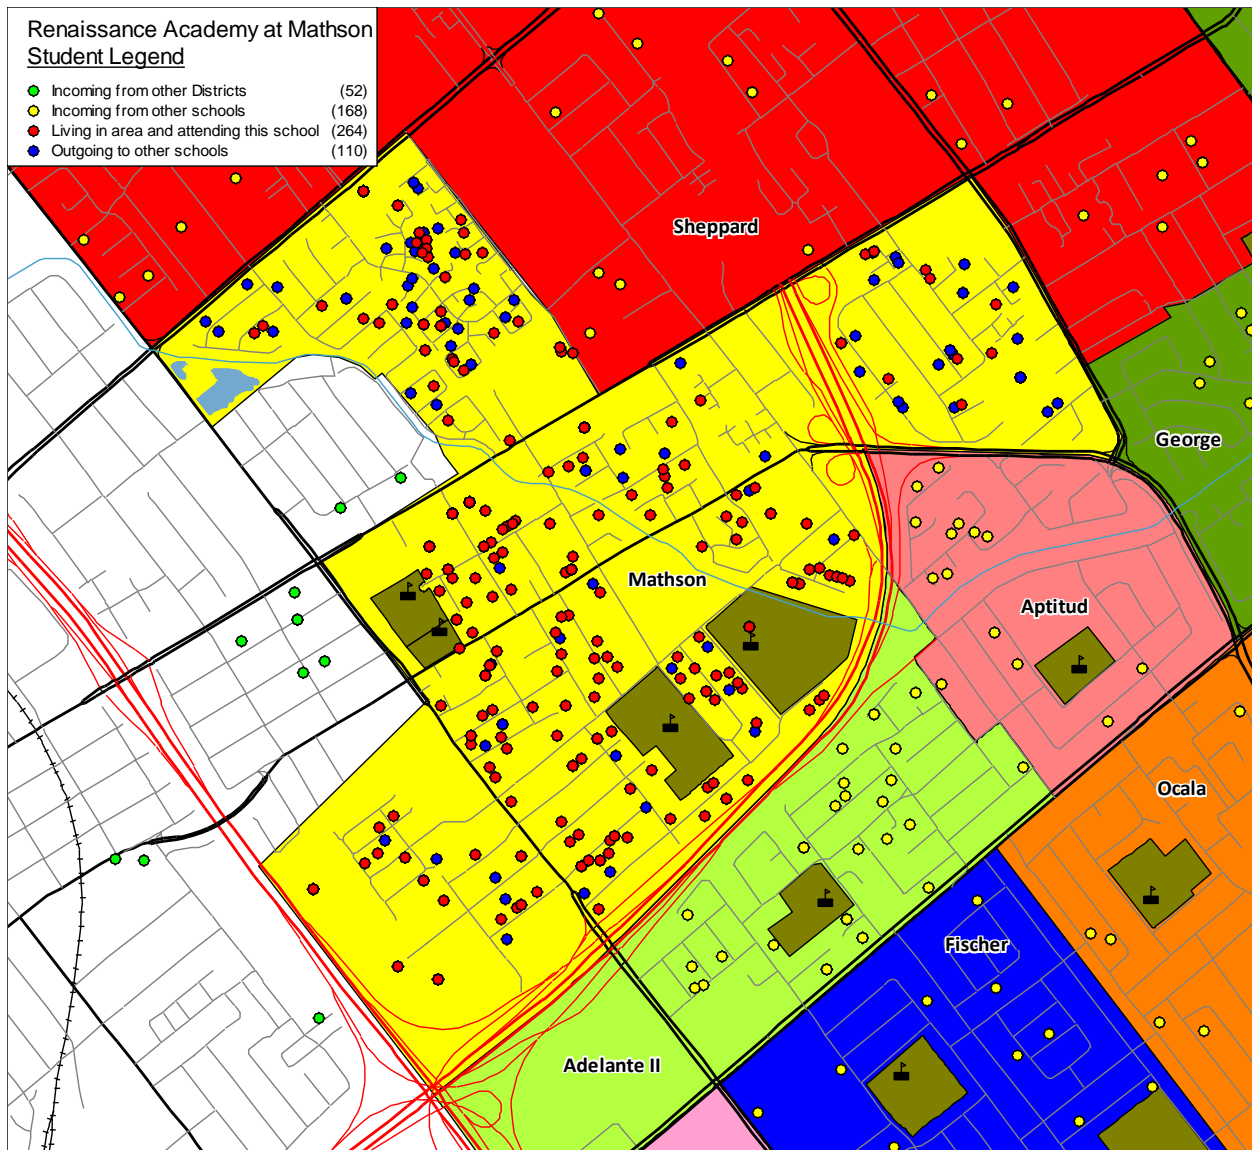 Renaissance Academy at Mathson
Student Legend
Incoming from other Districts (52)
Incoming from other schools (168)
Living in area and attending this school (264)
Outgoing to other schools (110)
Sheppard
George
Mathson
Aptitud
Ocala
Fischer
Adelante II